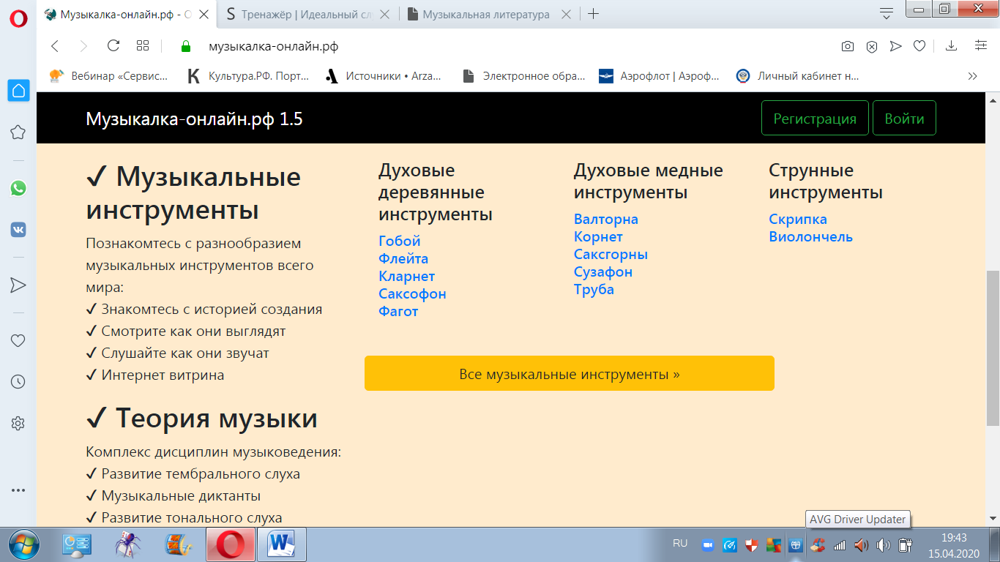 Музыкалка-онлайн.рф - О
Тренажёр | Идеальный сл
Музыкальная литература
музыкалка-онлайн.рф
Вебинар «Сервис...
Культура.РФ. Порт...
Источники • Arza...
Электронное обра...
Аэрофлот | Аэроф...
Личный кабинет н...
Музыкалка-онлайн.рф 1.5
Регистрация
Войти
✓ Музыкальные
инструменты
Познакомтесь с разнообразием
музыкальных инструментов всего
мира:
✓ Знакомтесь с историей создания
✓ Смотрите как они выглядят
✓ Слушайте как они звучат
✓ Интернет витрина
Духовые
деревянные
инструменты
Гобой
Флейта
Кларнет
Саксофон
Фагот
Духовые медные
инструменты
Валторна
Корнет
Саксгорны
Сузафон
Труба
Струнные
инструменты
Скрипка
Виолончель
Все музыкальные инструменты »
✓ Теория музыки
Комплекс дисциплин музыковедения:
✓ Развитие тембрального слуха
✓ Музыкальные диктанты
✓ Развитие тонального слуха
AVG Driver Updater
RU
19:43
15.04.2020